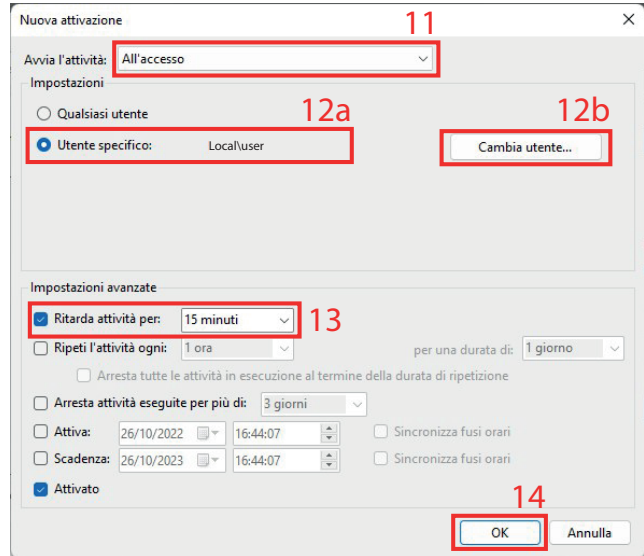 Nuova attivazione
11
Avvia l'attività: All'accesso
Impostazioni
Qualsiasi utente
12a
12b
Utente specifico: Local\user
Cambia utente...
Impostazioni avanzate
Ritarda attività per: 15 minuti
13
Ripeti l'attività ogni: 1 ora per una durata di: 1 giorno
Arresta tutte le attività in esecuzione al termine della durata di ripetizione
Arresta attività eseguite per più di: 3 giorni
Attiva: 26/10/2022 16:44:07 Sincronizza fusi orari
Scadenza: 26/10/2023 16:44:07 Sincronizza fusi orari
Attivato
14
OK Annulla